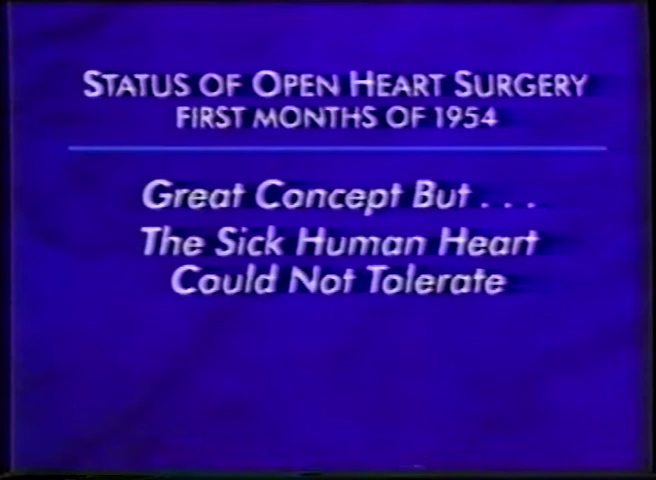 STATUS OF OPEN HEART SURGERY
FIRST MONTHS OF 1954
Great Concept But . . .
The Sick Human Heart
Could Not Tolerate